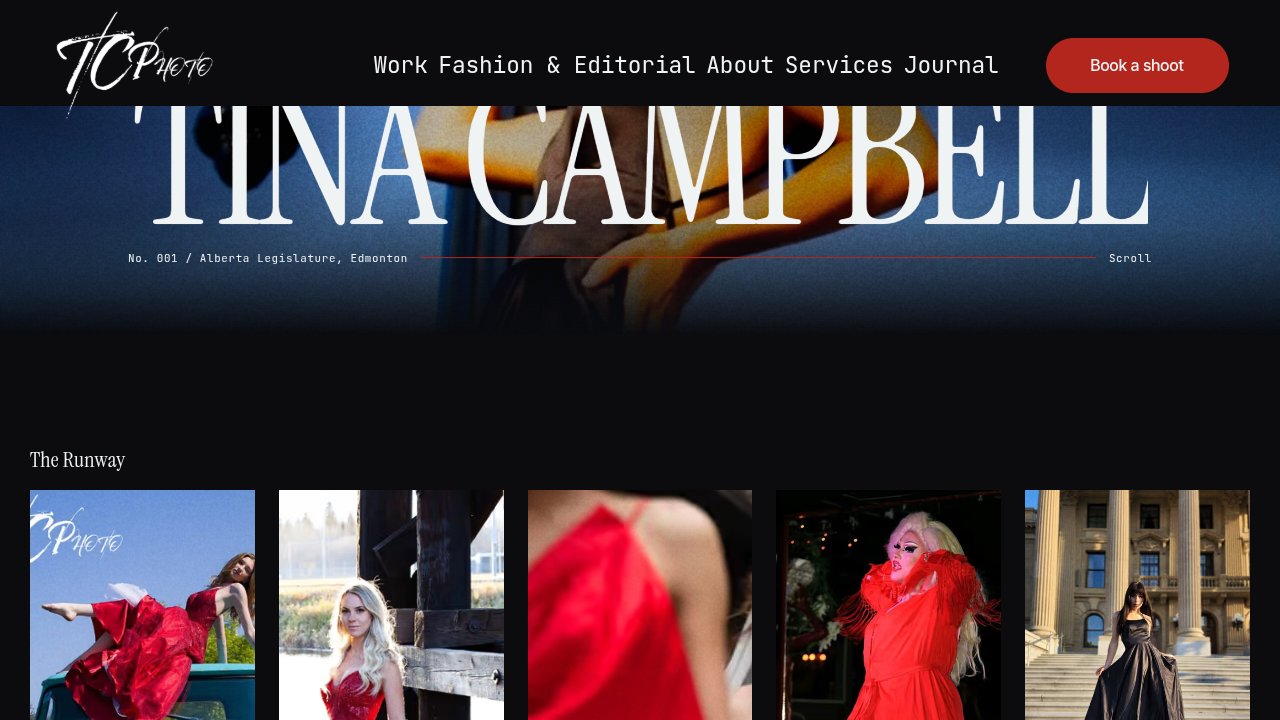 TCPHOTO
Work Fashion & Editorial About Services Journal
Book a shoot
TINA CAMPBELL
No. 001 / Alberta Legislature, Edmonton
Scroll
The Runway
CPHOTO